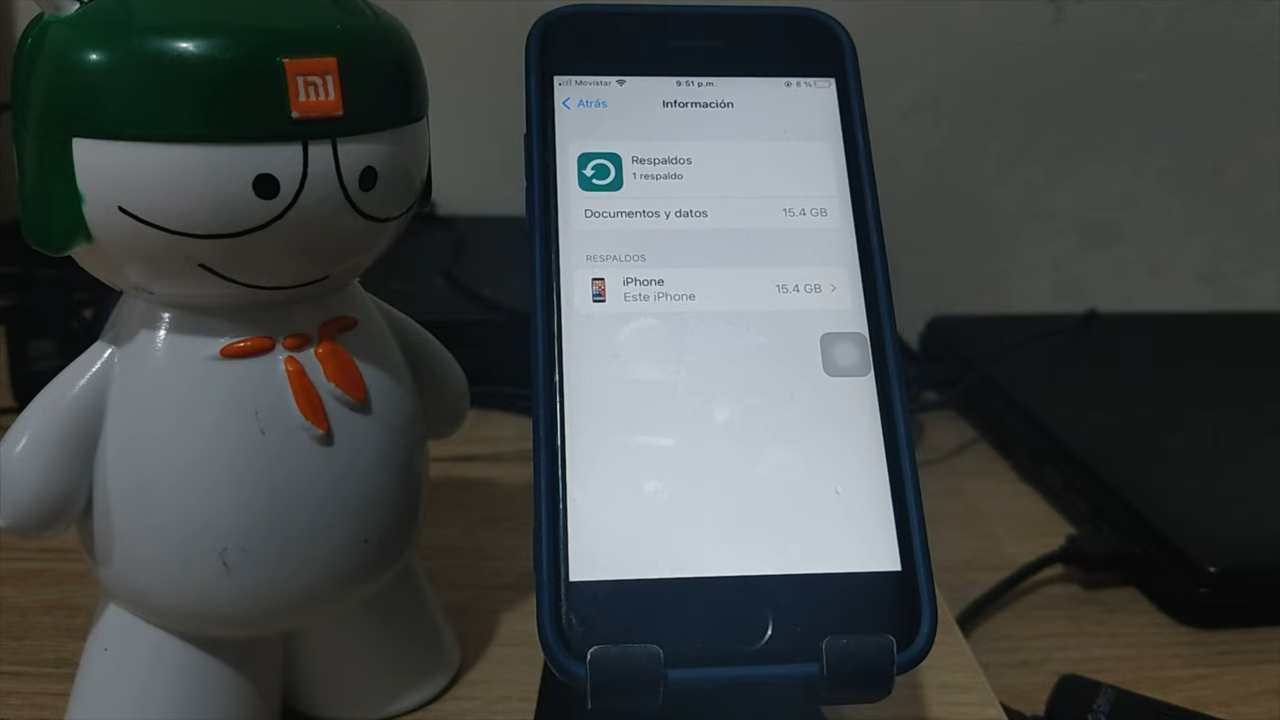 mi
Movistar 9:51 p.m. 8 %
Atrás Información
Respaldos
1 respaldo
Documentos y datos 15.4 GB
RESPALDOS
iPhone 15.4 GB
Este iPhone